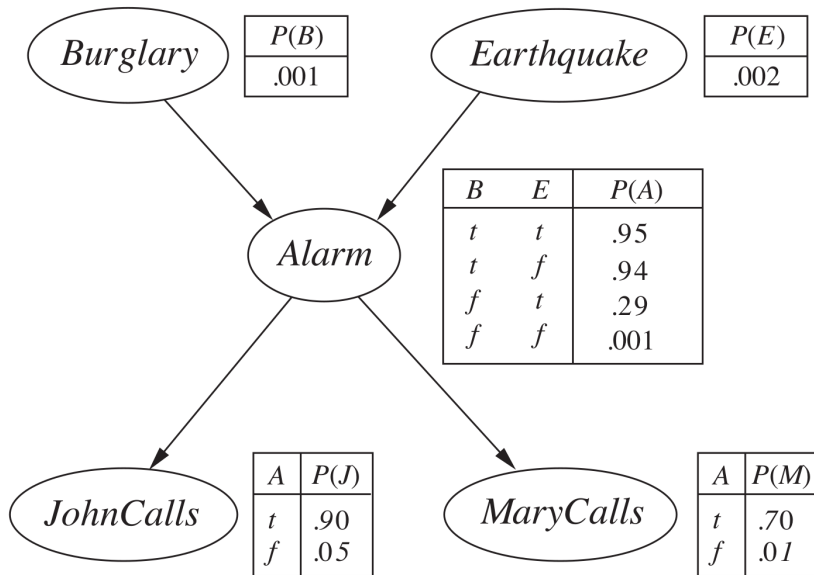 Burglary
P(B)
.001
Earthquake
P(E)
.002
Alarm
B E P(A)
t t .95
t f .94
f t .29
f f .001
JohnCalls
A P(J)
t .90
f .05
MaryCalls
A P(M)
t .70
f .01